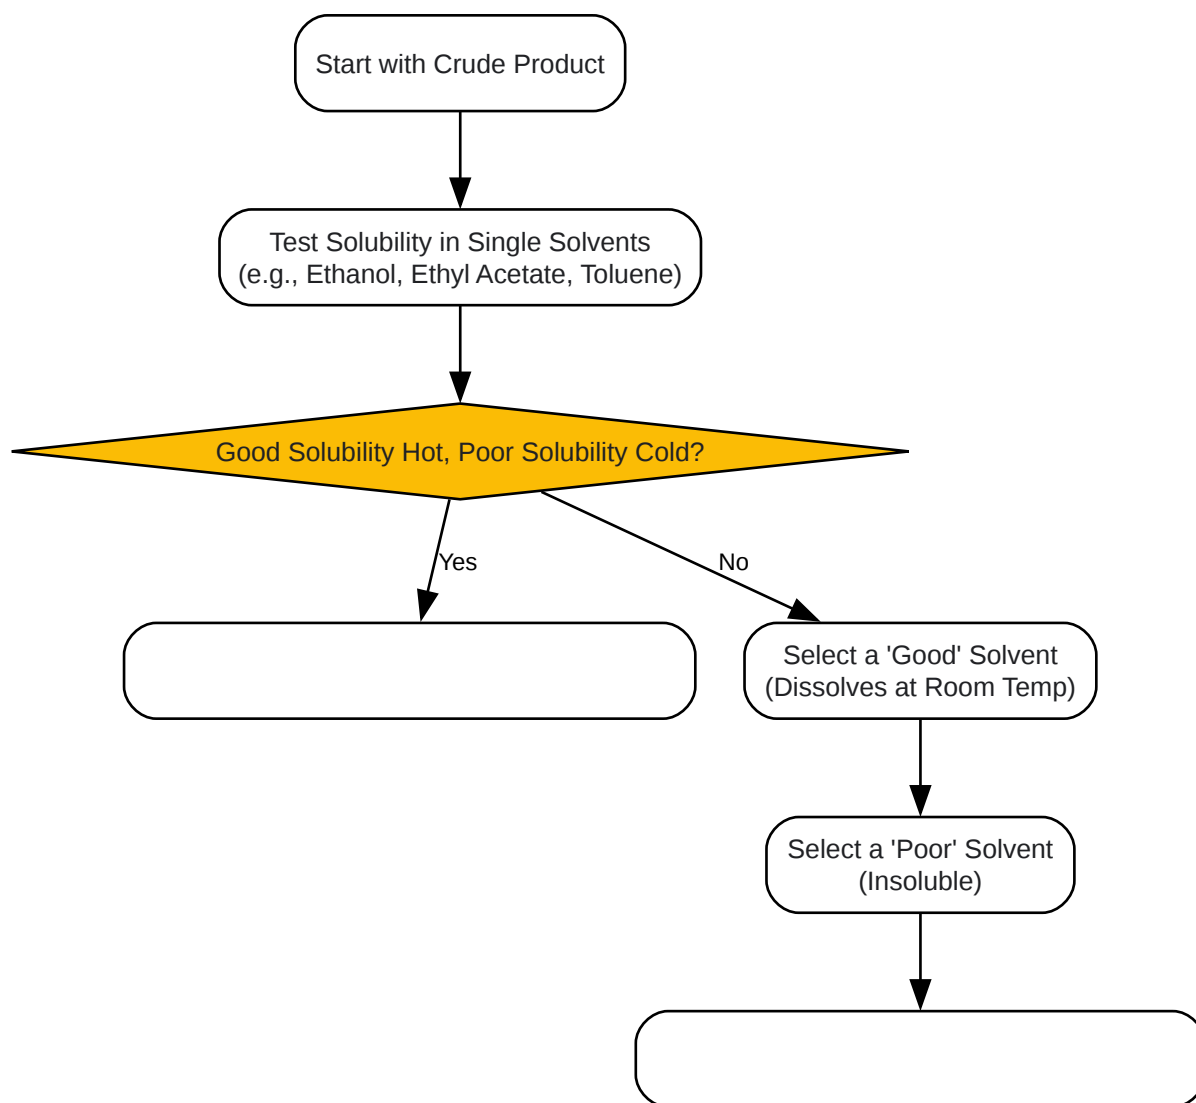 Start with Crude Product
Test Solubility in Single Solvents
(e.g., Ethanol, Ethyl Acetate, Toluene)
Good Solubility Hot, Poor Solubility Cold?
Yes
No
Select a 'Good' Solvent
(Dissolves at Room Temp)
Select a 'Poor' Solvent
(Insoluble)